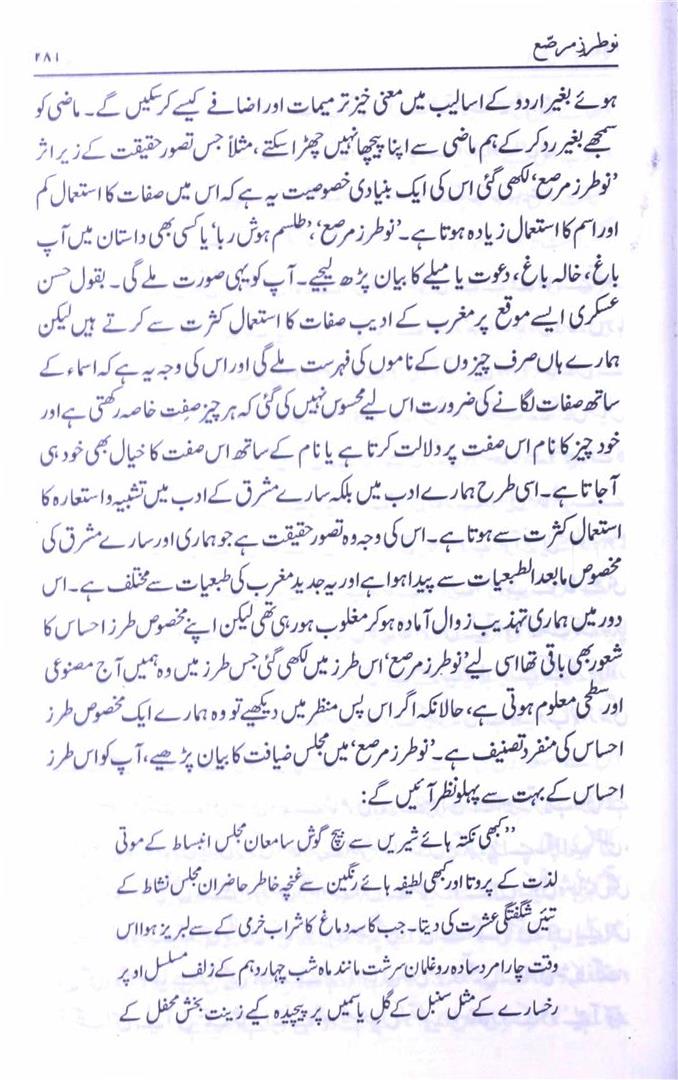 نو طرزِ مرصّع
۲۸۱
ہوئے بغیر اردو کے اسالیب میں معنی خیز ترمیمات اور اضافے کیسے کر سکیں گے۔ ماضی کو
سمجھے بغیر رد کر کے ہم ماضی سے اپنا پیچھا نہیں چھڑا سکتے، مثلاً جس تصورِ حقیقت کے زیرِ اثر
’نو طرز مرصع‘ لکھی گئی اس کی ایک بنیادی خصوصیت یہ ہے کہ اس میں صفات کا استعمال کم
اور اسم کا استعمال زیادہ ہوتا ہے۔ ’نو طرز مرصع‘، ’طلسم ہوش ربا‘ یا کسی بھی داستان میں آپ
باغ، خالہ باغ، دعوت یا میلے کا بیان پڑھ لیجیے۔ آپ کو یہی صورت ملے گی۔ بقول حسن
عسکری ایسے موقع پر مغرب کے ادیب صفات کا استعمال کثرت سے کرتے ہیں لیکن
ہمارے ہاں صرف چیزوں کے ناموں کی فہرست ملے گی اور اس کی وجہ یہ ہے کہ اسماء کے
ساتھ صفات لگانے کی ضرورت اس لیے محسوس نہیں کی گئی کہ ہر چیز صفتِ خاصہ رکھتی ہے اور
خود چیز کا نام اس صفت پر دلالت کرتا ہے یا نام کے ساتھ اس صفت کا خیال بھی خود ہی
آ جاتا ہے۔ اسی طرح ہمارے ادب میں بلکہ سارے مشرق کے ادب میں تشبیہ و استعارہ کا
استعمال کثرت سے ہوتا ہے۔ اس کی وجہ وہ تصور حقیقت ہے جو ہماری اور سارے مشرق کی
مخصوص مابعدالطبعیات سے پیدا ہوا ہے اور یہ جدید مغرب کی طبعیات سے مختلف ہے۔ اس
دور میں ہماری تہذیب زوال آمادہ ہو کر مغلوب ہو رہی تھی لیکن اپنے مخصوص طرز احساس کا
شعور بھی باقی تھا اسی لیے ’نو طرز مرصع‘ اس طرز میں لکھی گئی جس طرز میں وہ ہمیں آج مصنوعی
اور سطحی معلوم ہوتی ہے، حالانکہ اگر اس پس منظر میں دیکھیے تو وہ ہمارے ایک مخصوص طرز
احساس کی منفرد تصنیف ہے۔ ’نو طرز مرصع‘ میں مجلس ضیافت کا بیان پڑھیے، آپ کو اس طرز
احساس کے بہت سے پہلو نظر آئیں گے:
”کبھی نکتہ ہائے شیریں سے بیچ گوش سامعان مجلس انبساط کے موتی
لذت کے پروتا اور کبھی لطیفہ ہائے رنگین سے غنچہ خاطر حاضران مجلس نشاط کے
تئیں شگفتگی عشرت کی دیتا۔ جب کاسہ دماغ کا شراب خرمی کے سے لبریز ہوا اس
وقت چار امرد سادہ رو غلمان سرشت مانند ماہ شب چہاردہم کے زلف مسلسل اوپر
رخسارے کے مثل سنبل کے گلِ یاسمیں پر پیچیدہ کیے زینت بخش محفل کے